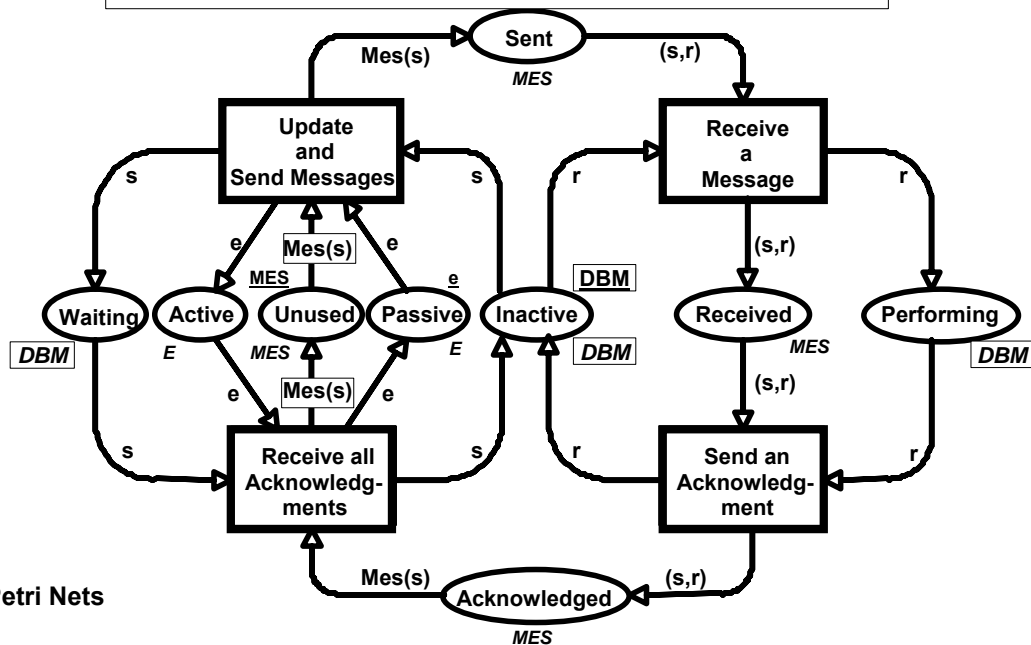 Sent
Mes(s)
(s,r)
MES
Update
and
Send Messages
Receive
a
Message
s
s
r
r
e
Mes(s)
e
(s,r)
MES
e
DBM
Waiting
Active
Unused
Passive
Inactive
Received
Performing
DBM
E
MES
E
DBM
MES
DBM
e
Mes(s)
e
(s,r)
s
s
r
r
Receive all
Acknowledg-
ments
Send an
Acknowledg-
ment
Mes(s)
(s,r)
Acknowledged
etri Nets
MES